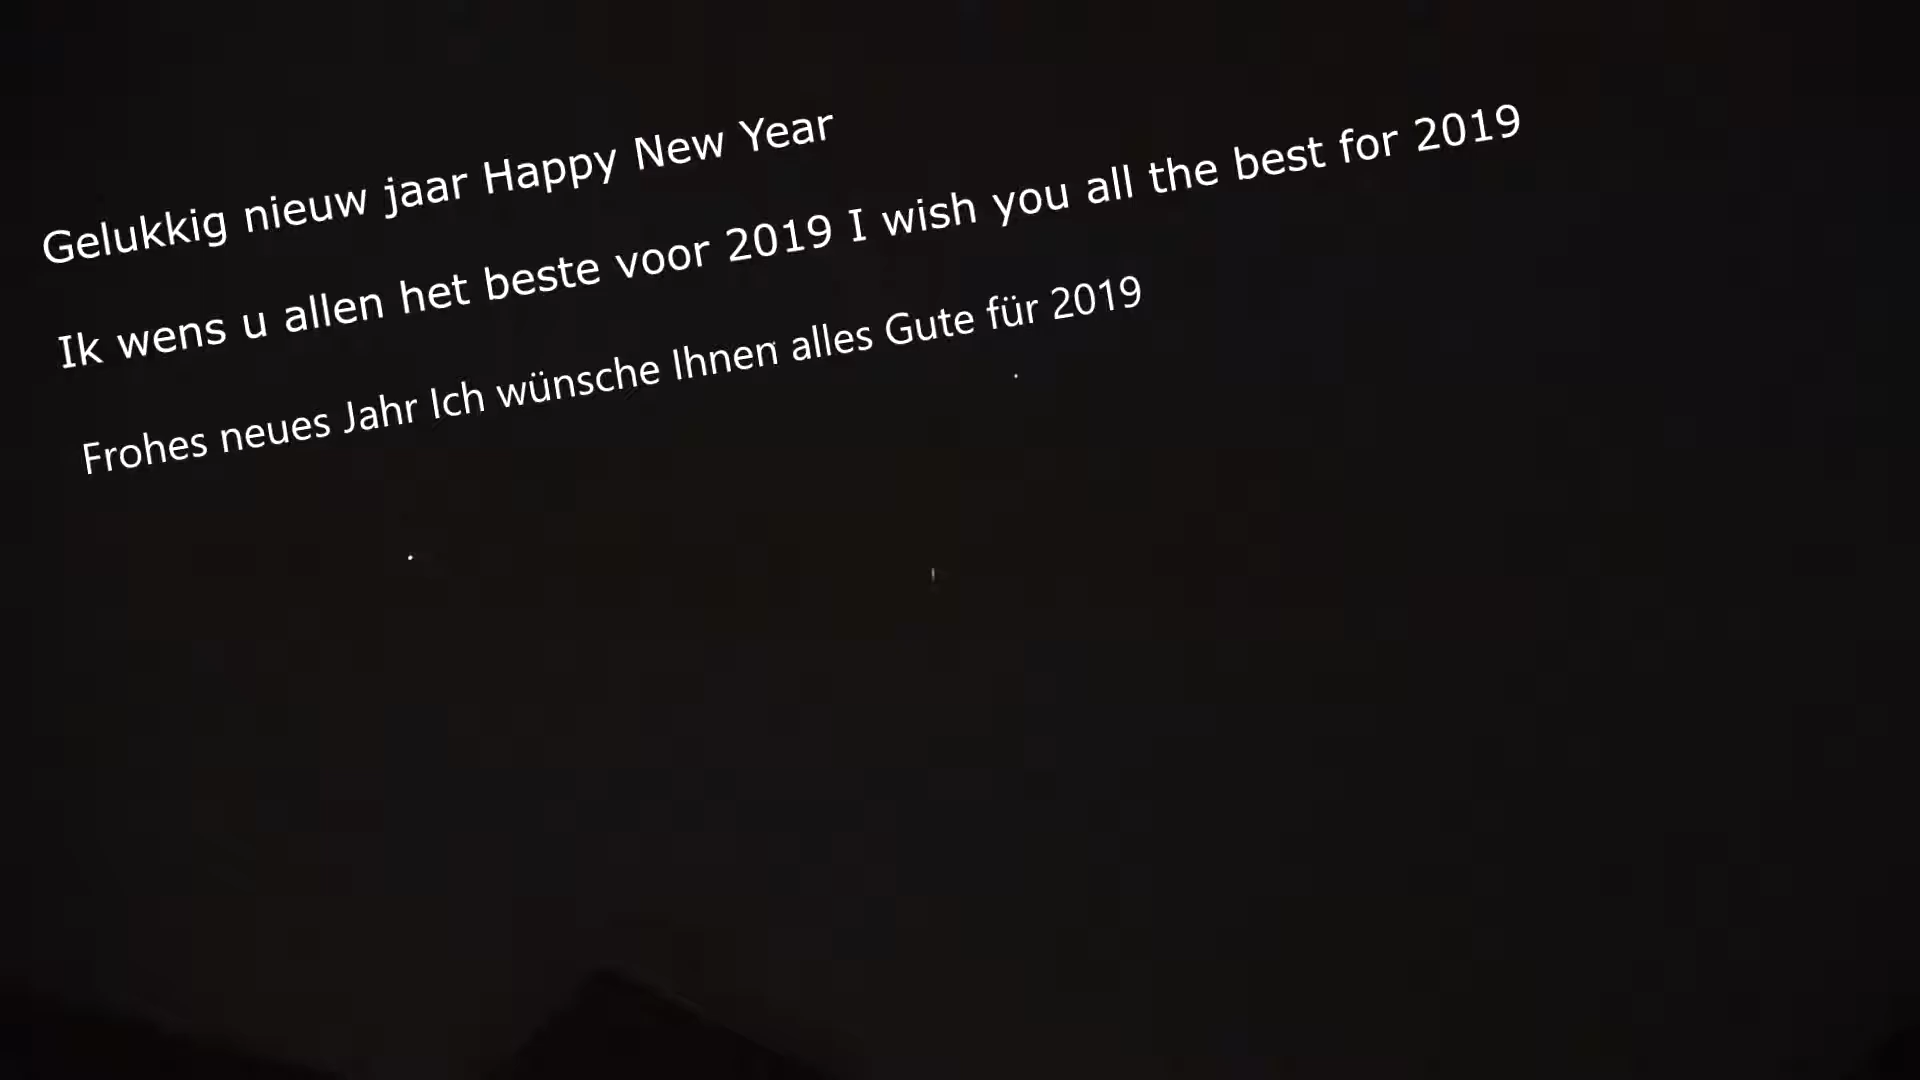 Gelukkig nieuw jaar Happy New Year
Ik wens u allen het beste voor 2019 I wish you all the best for 2019
Frohes neues Jahr Ich wünsche Ihnen alles Gute für 2019